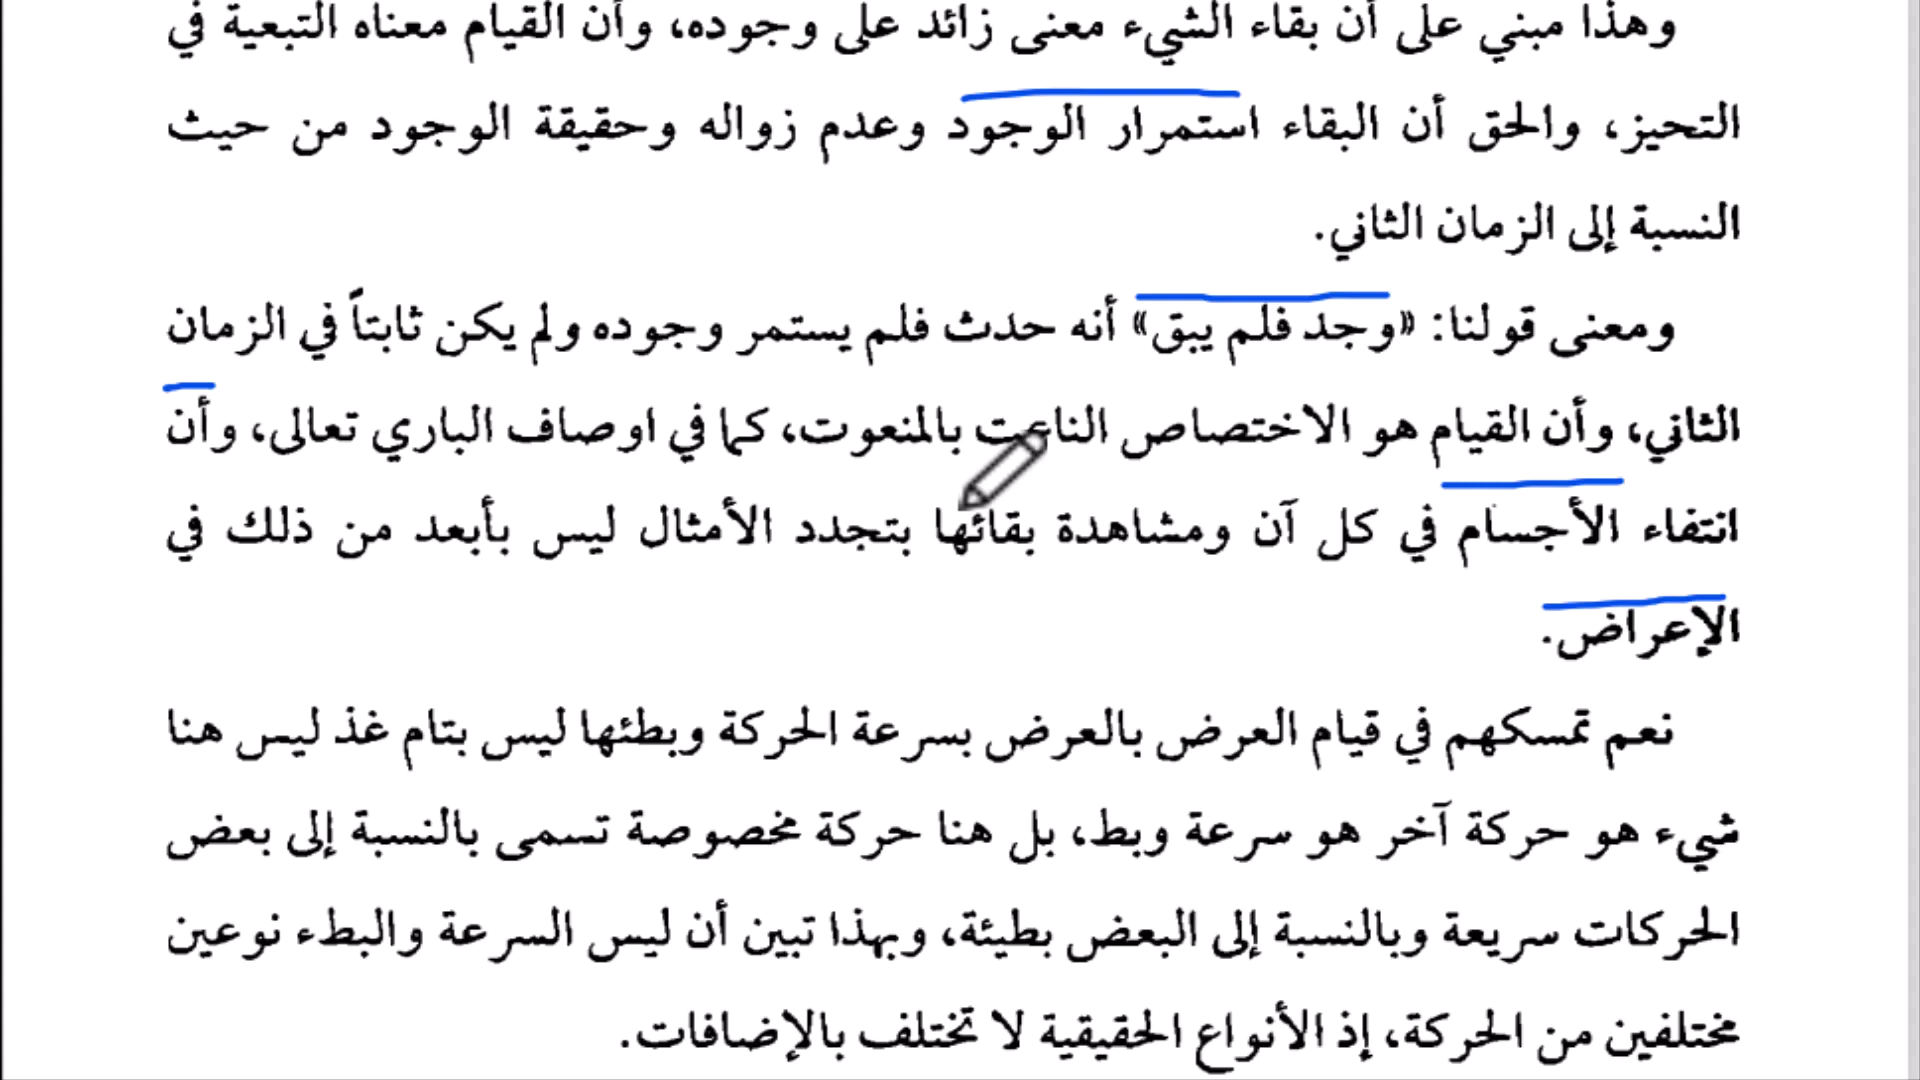 وهذا مبني على أن بقاء الشيء معنى زائد على وجوده، وأن القيام معناه التبعية في
التحيز، والحق أن البقاء استمرار الوجود وعدم زواله وحقيقة الوجود من حيث
النسبة إلى الزمان الثاني.
ومعنى قولنا: «وجد فلم يبق» أنه حدث فلم يستمر وجوده ولم يكن ثابتاً في الزمان
الثاني، وأن القيام هو الاختصاص الناعت بالمنعوت، كما في اوصاف الباري تعالى، وأن
انتفاء الأجسام في كل آن ومشاهدة بقائها بتجدد الأمثال ليس بأبعد من ذلك في
الإعراض.
نعم تمسكهم في قيام العرض بالعرض بسرعة الحركة وبطئها ليس بتام غذ ليس هنا
شيء هو حركة آخر هو سرعة وبط، بل هنا حركة مخصوصة تسمى بالنسبة إلى بعض
الحركات سريعة وبالنسبة إلى البعض بطيئة، وبهذا تبين أن ليس السرعة والبطء نوعين
مختلفين من الحركة، إذ الأنواع الحقيقية لا تختلف بالإضافات.